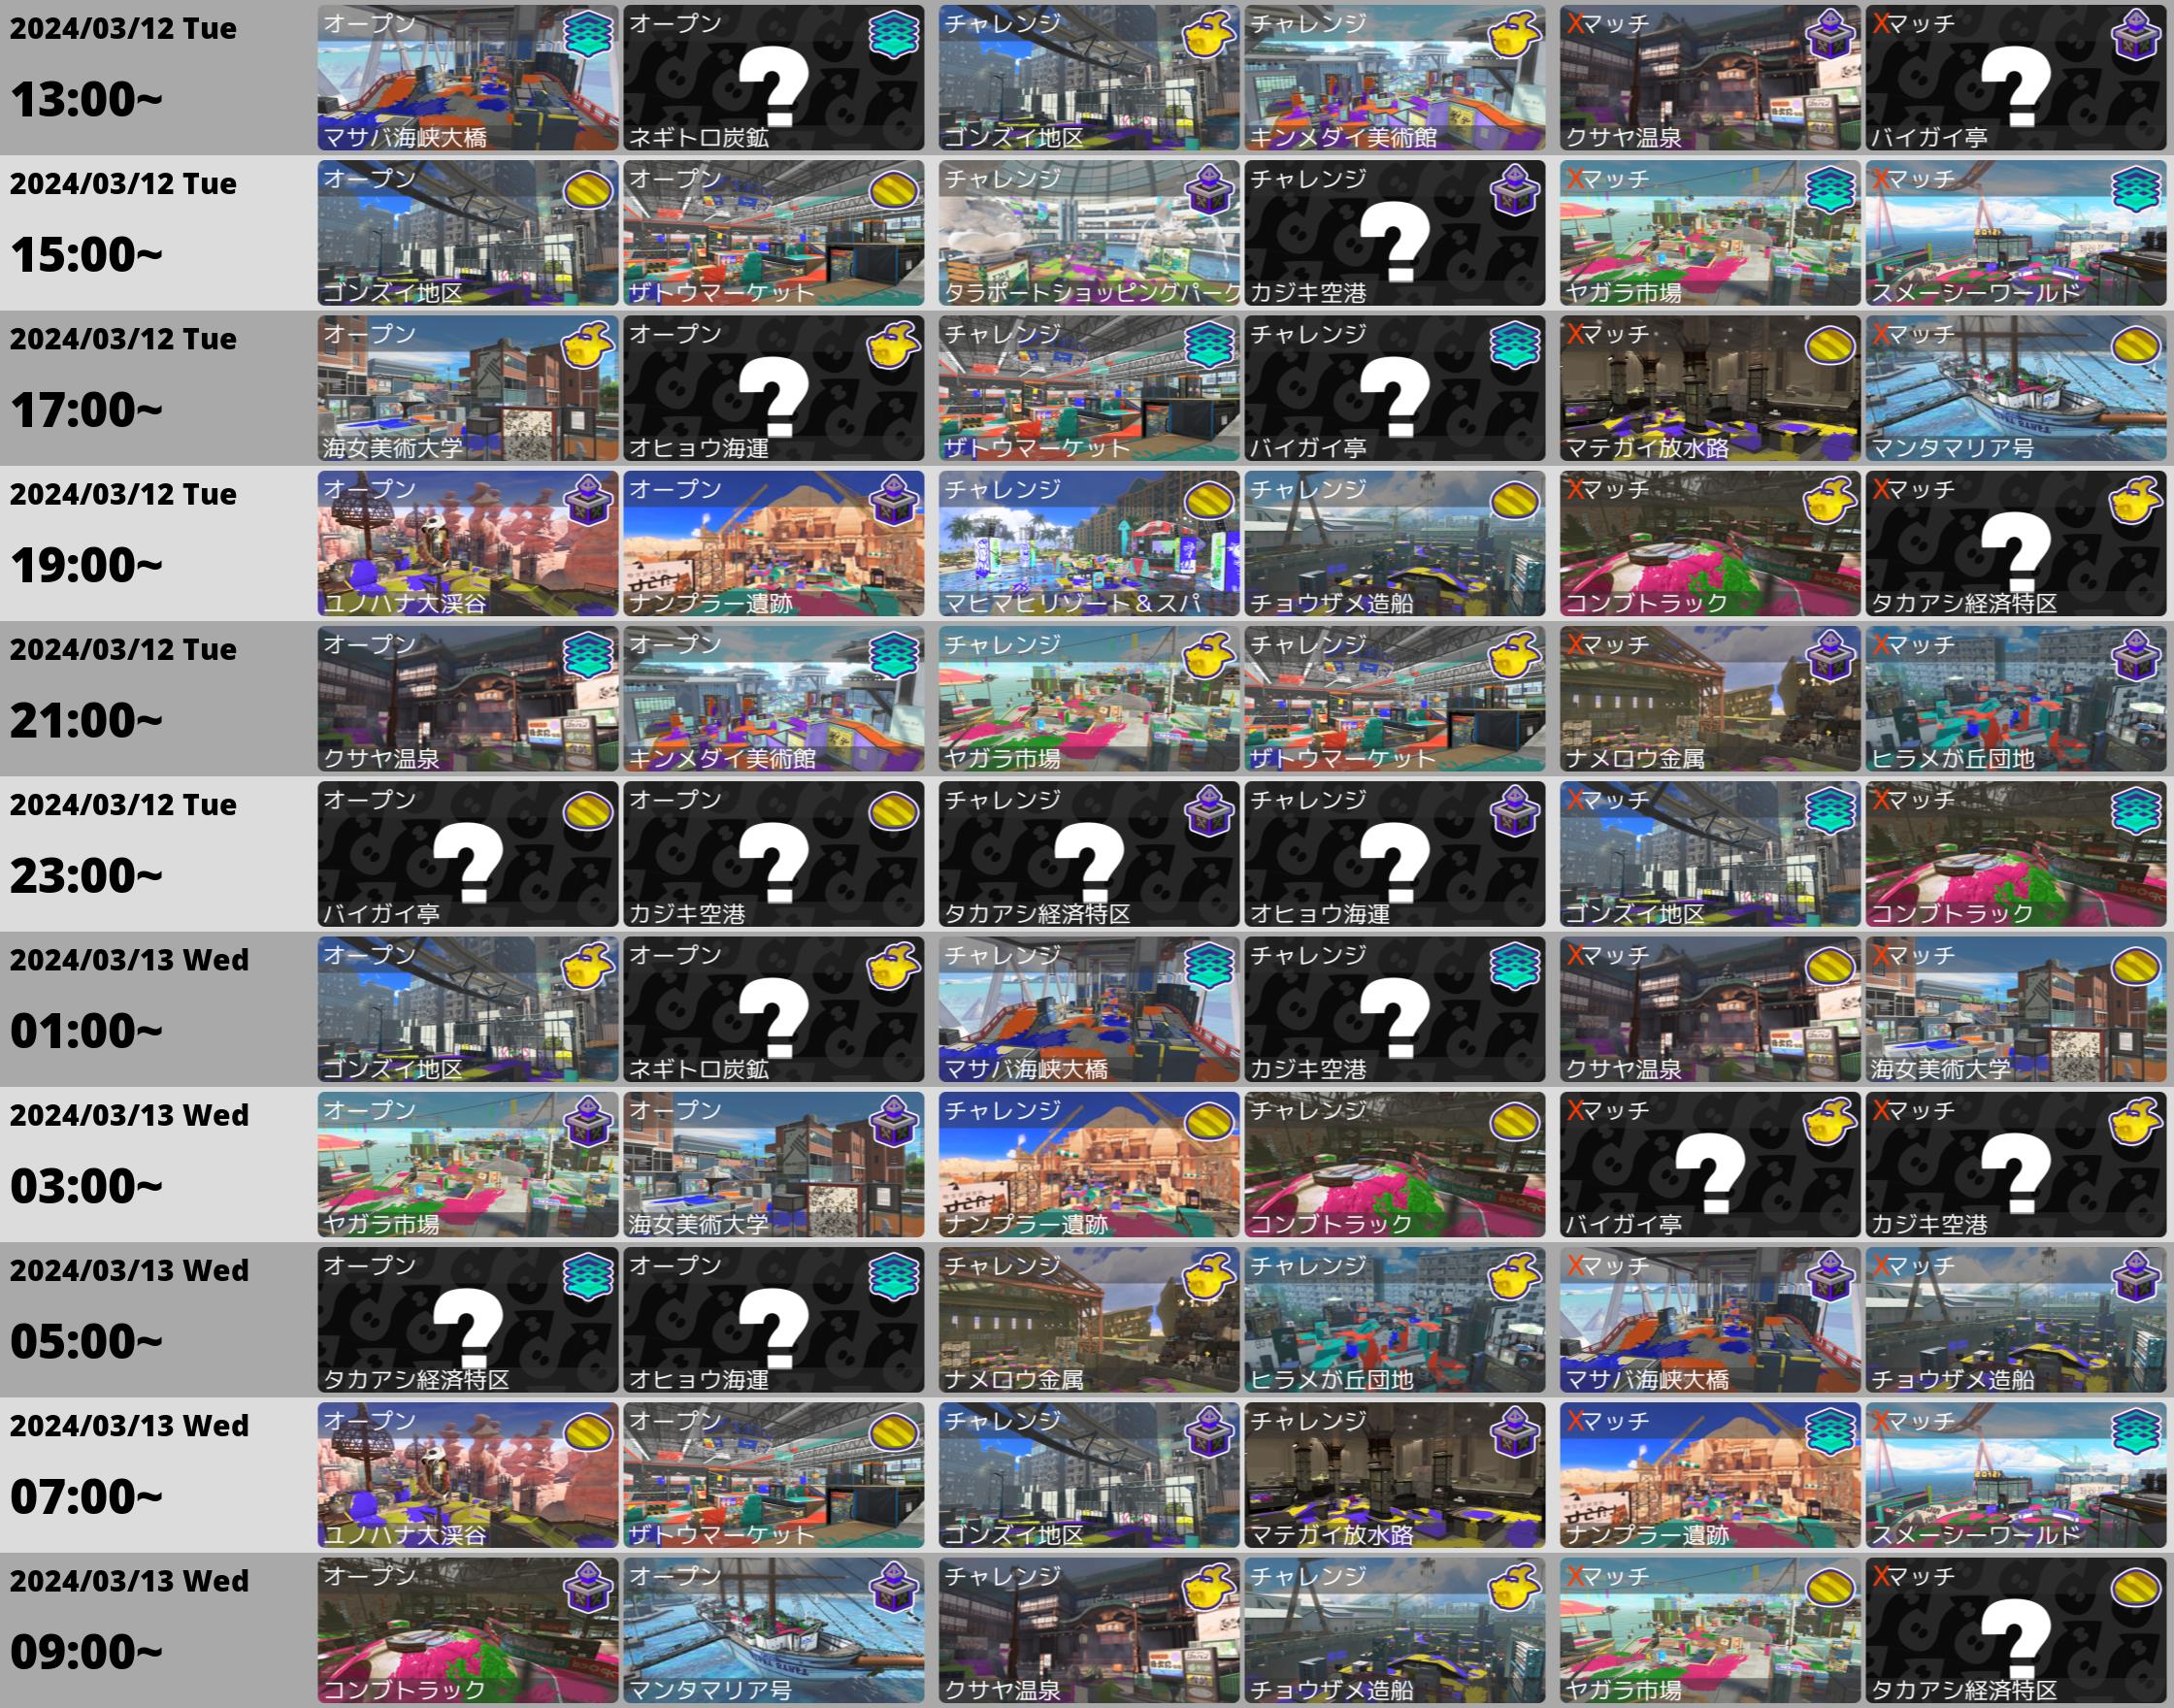 2024/03/12 Tue
13:00~
オープン
マサバ海峡大橋
オープン
ネギトロ炭鉱
チャレンジ
ゴンズイ地区
チャレンジ
キンメダイ美術館
Xマッチ
クサヤ温泉
Xマッチ
バイガイ亭
2024/03/12 Tue
15:00~
オープン
ゴンズイ地区
オープン
ザトウマーケット
チャレンジ
タラポートショッピングパーク
チャレンジ
カジキ空港
Xマッチ
ヤガラ市場
Xマッチ
スメーシーワールド
2024/03/12 Tue
17:00~
オープン
海女美術大学
オープン
オヒョウ海運
チャレンジ
ザトウマーケット
チャレンジ
バイガイ亭
Xマッチ
マテガイ放水路
Xマッチ
マンタマリア号
2024/03/12 Tue
19:00~
オープン
ユノハナ大渓谷
オープン
ナンプラー遺跡
チャレンジ
マヒマヒリゾート＆スパ
チャレンジ
チョウザメ造船
Xマッチ
コンブトラック
Xマッチ
タカアシ経済特区
2024/03/12 Tue
21:00~
オープン
クサヤ温泉
オープン
キンメダイ美術館
チャレンジ
ヤガラ市場
チャレンジ
ザトウマーケット
Xマッチ
ナメロウ金属
Xマッチ
ヒラメが丘団地
2024/03/12 Tue
23:00~
オープン
バイガイ亭
オープン
カジキ空港
チャレンジ
タカアシ経済特区
チャレンジ
オヒョウ海運
Xマッチ
ゴンズイ地区
Xマッチ
コンブトラック
2024/03/13 Wed
01:00~
オープン
ゴンズイ地区
オープン
ネギトロ炭鉱
チャレンジ
マサバ海峡大橋
チャレンジ
カジキ空港
Xマッチ
クサヤ温泉
Xマッチ
海女美術大学
2024/03/13 Wed
03:00~
オープン
ヤガラ市場
オープン
海女美術大学
チャレンジ
ナンプラー遺跡
チャレンジ
コンブトラック
Xマッチ
バイガイ亭
Xマッチ
カジキ空港
2024/03/13 Wed
05:00~
オープン
タカアシ経済特区
オープン
オヒョウ海運
チャレンジ
ナメロウ金属
チャレンジ
ヒラメが丘団地
Xマッチ
マサバ海峡大橋
Xマッチ
チョウザメ造船
2024/03/13 Wed
07:00~
オープン
ユノハナ大渓谷
オープン
ザトウマーケット
チャレンジ
ゴンズイ地区
チャレンジ
マテガイ放水路
Xマッチ
ナンプラー遺跡
Xマッチ
スメーシーワールド
2024/03/13 Wed
09:00~
オープン
コンブトラック
オープン
マンタマリア号
チャレンジ
クサヤ温泉
チャレンジ
チョウザメ造船
Xマッチ
ヤガラ市場
Xマッチ
タカアシ経済特区